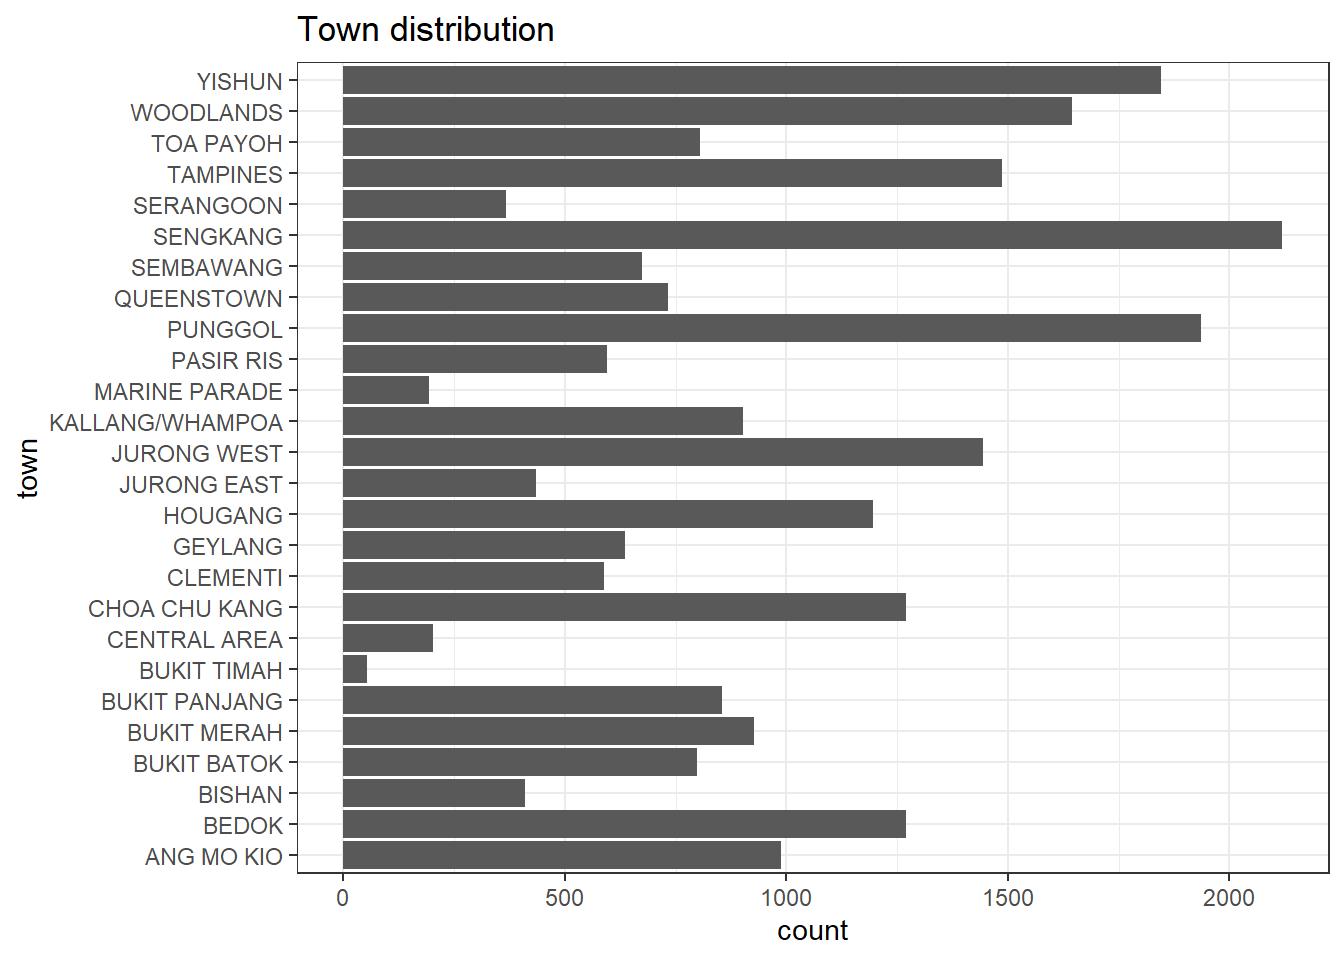 Town distribution
YISHUN
WOODLANDS
TOA PAYOH
TAMPINES
SERANGOON
SENGKANG
SEMBAWANG
QUEENSTOWN
PUNGGOL
PASIR RIS
MARINE PARADE
KALLANG/WHAMPOA
JURONG WEST
JURONG EAST
HOUGANG
GEYLANG
CLEMENTI
CHOA CHU KANG
CENTRAL AREA
BUKIT TIMAH
BUKIT PANJANG
BUKIT MERAH
BUKIT BATOK
BISHAN
BEDOK
ANG MO KIO
town
0 500 1000 1500 2000
count